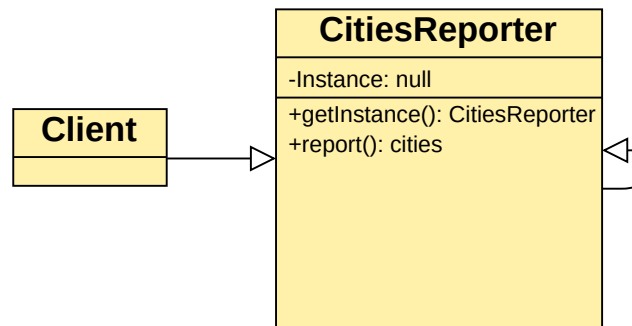 CitiesReporter
-Instance: null
+getInstance(): CitiesReporter
+report(): cities
Client